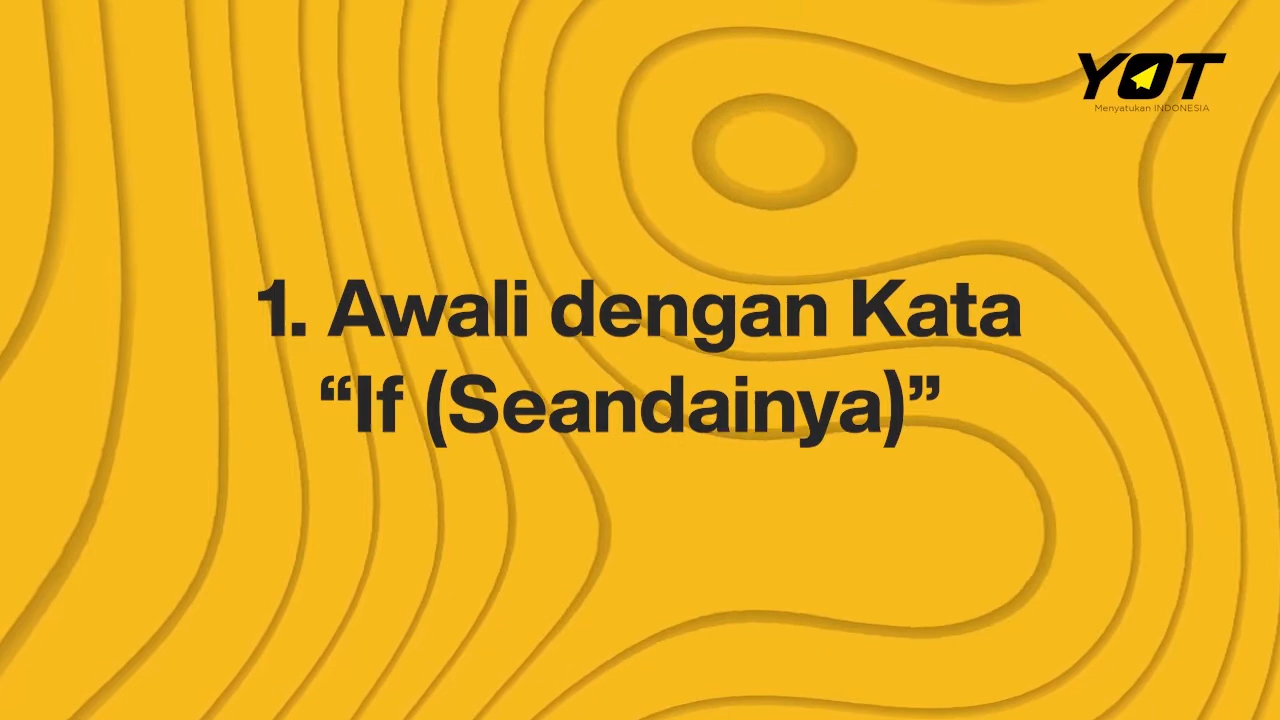 YOT
Menyatukan INDONESIA
1. Awali dengan Kata
“If (Seandainya)”